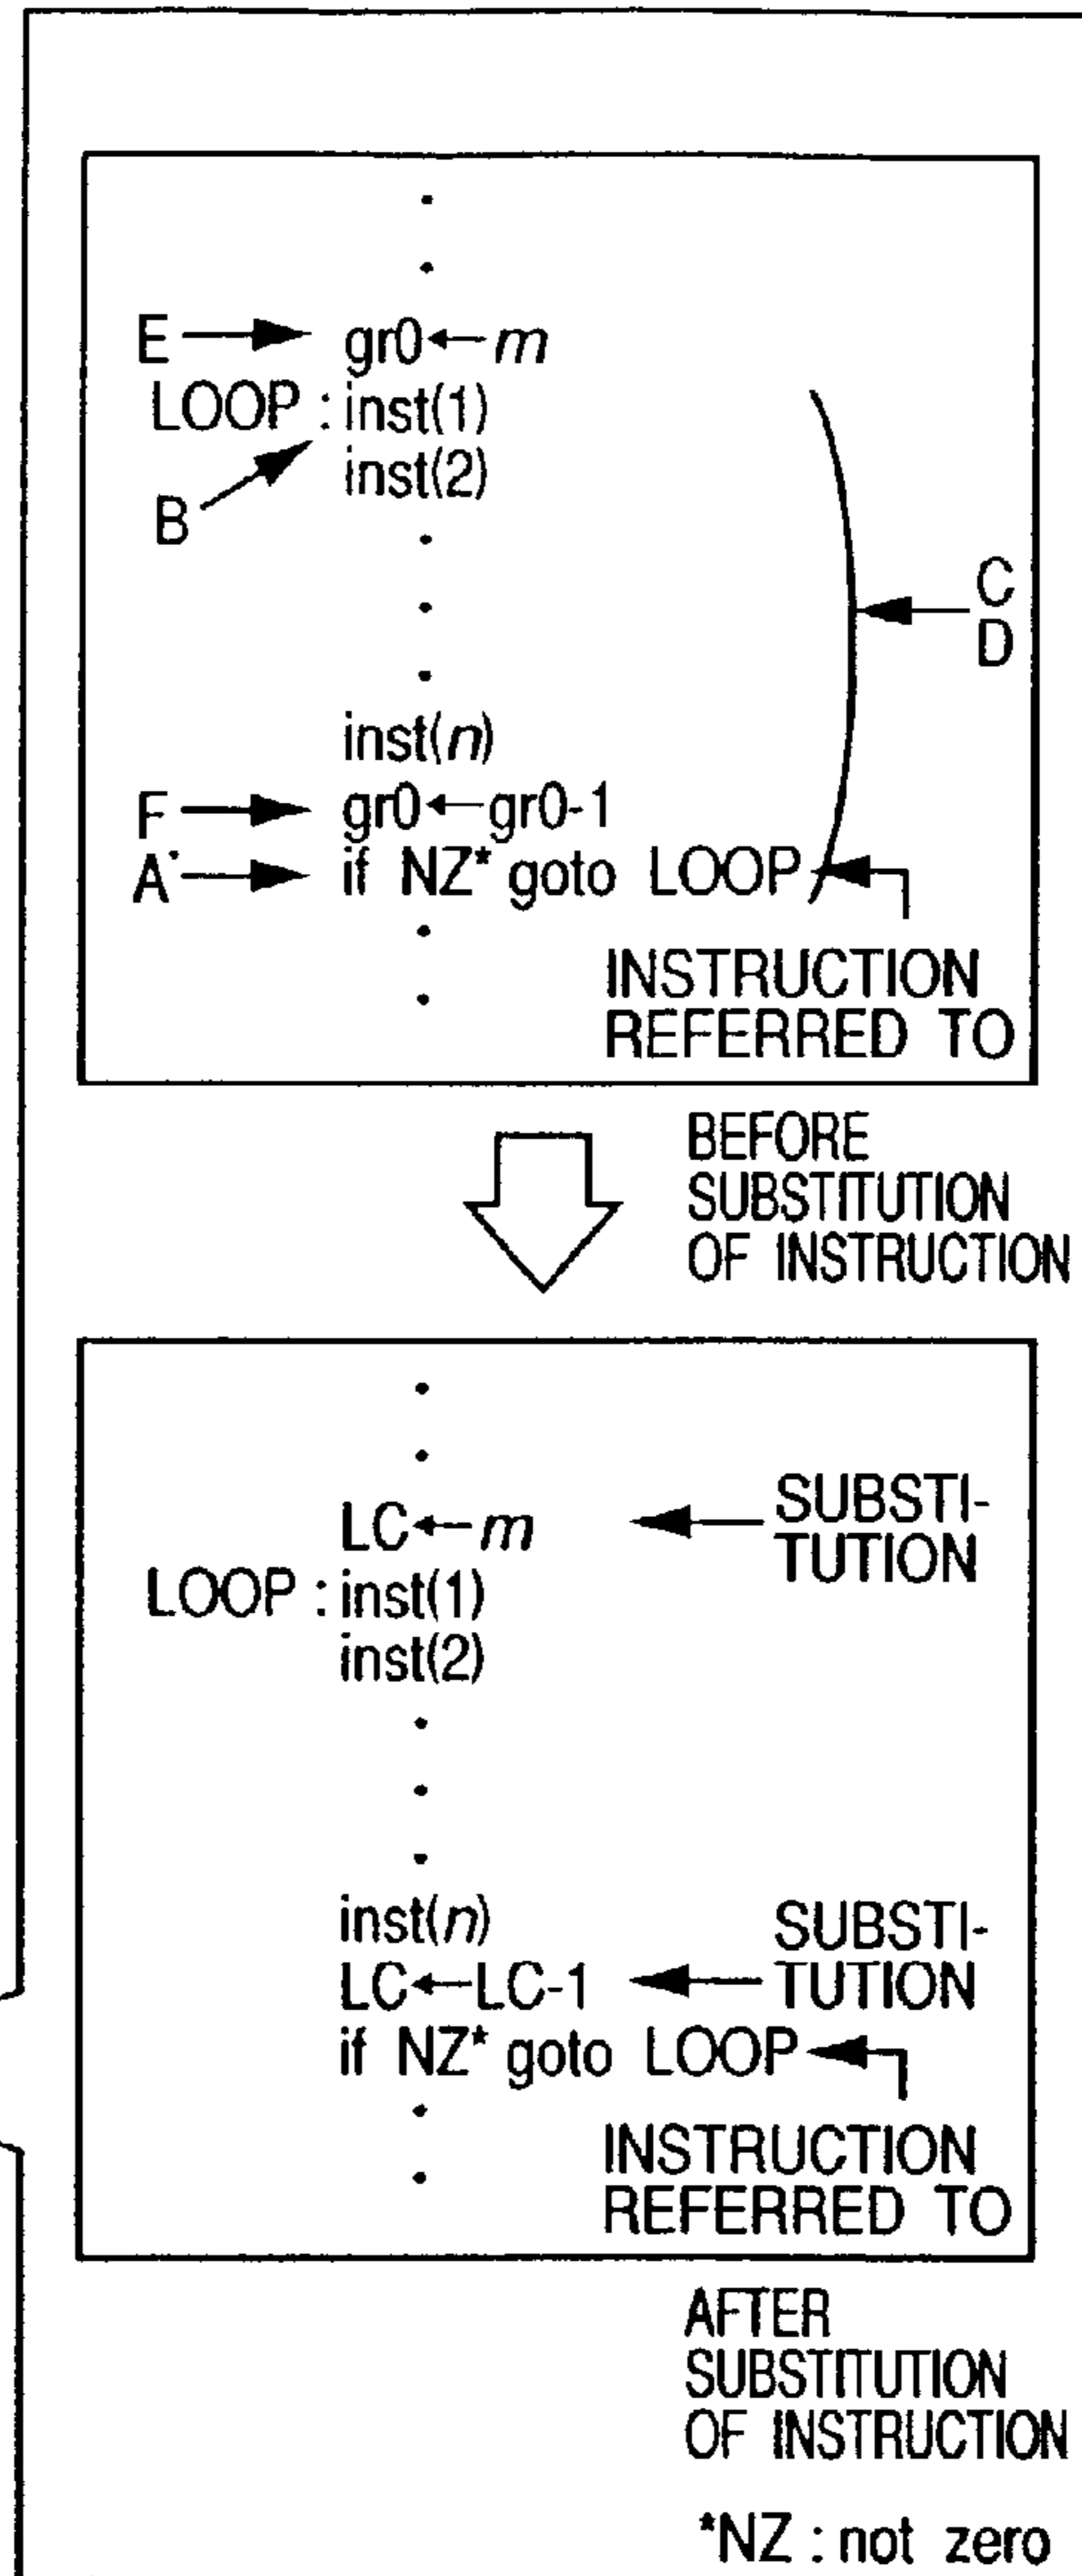 E → gr0←m
LOOP : inst(1)
B inst(2)
C
D
inst(n)
F → gr0←gr0-1
A → if NZ* goto LOOP
INSTRUCTION
REFERRED TO
BEFORE
SUBSTITUTION
OF INSTRUCTION
LC←m
SUBSTI-
TUTION
LOOP : inst(1)
inst(2)
inst(n)
SUBSTI-
LC←LC-1 TUTION
if NZ* goto LOOP
INSTRUCTION
REFERRED TO
AFTER
SUBSTITUTION
OF INSTRUCTION
*NZ : not zero